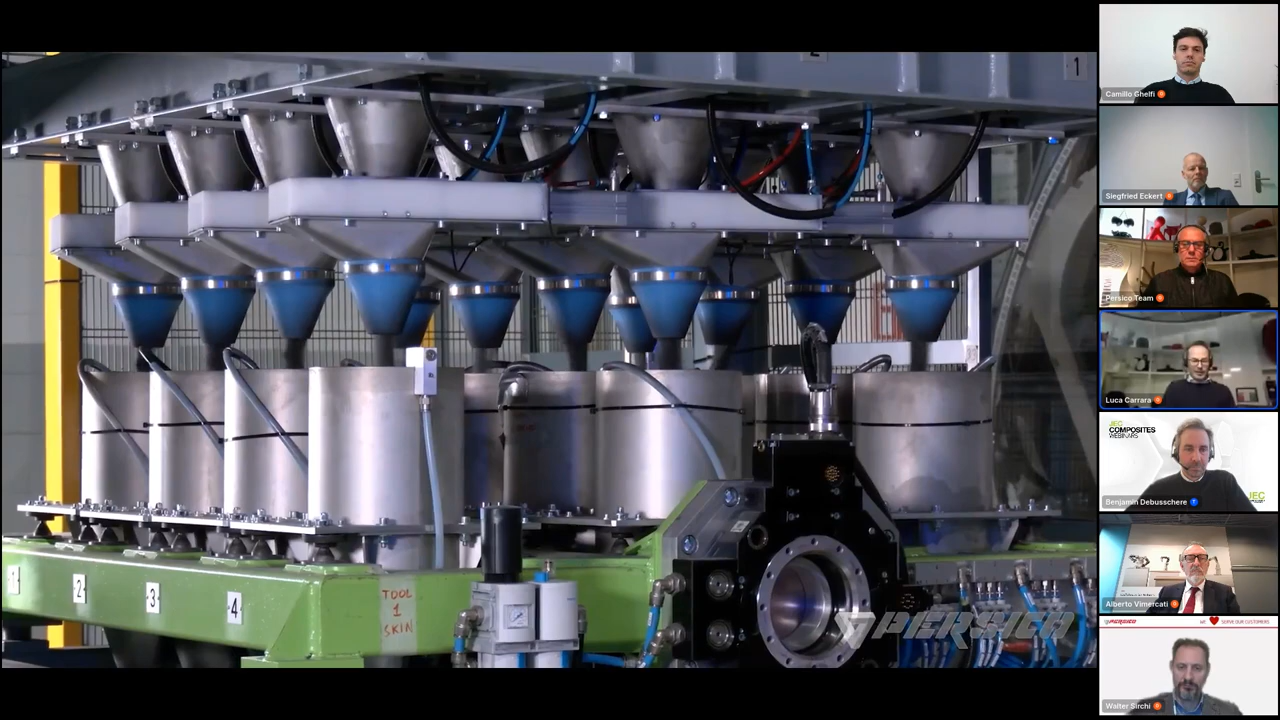 2
1
1
2
3
4
TOOL
1
SKIN
PERSICO
Camillo Ghelfi
Siegfried Eckert
Persico Team
Luca Carrara
JEC
COMPOSITES
WEBINARS
JEC
Benjamin Debusschere
Alberto Vimercati
PERSICO
WE SERVE OUR CUSTOMERS
Walter Sirchi